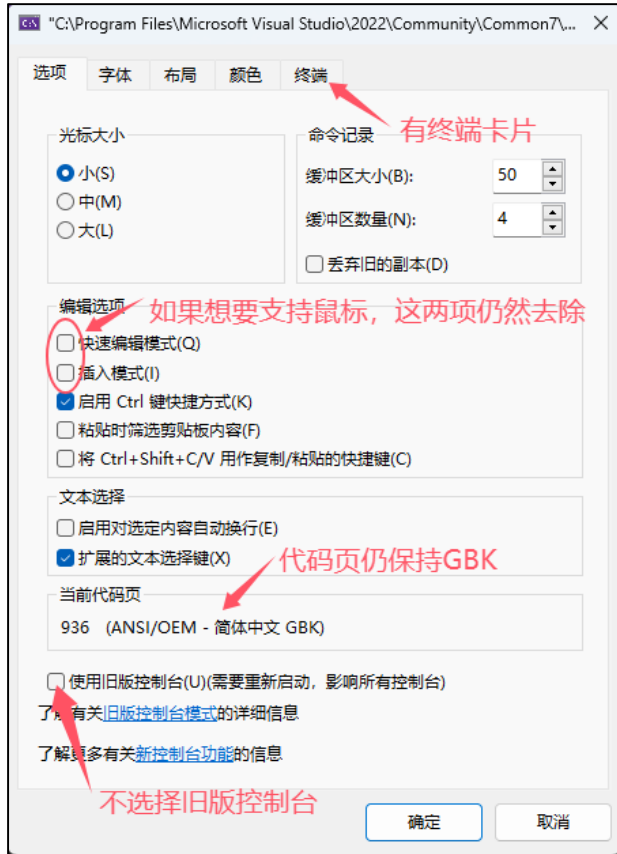 "C:\Program Files\Microsoft Visual Studio\2022\Community\Common7\...
选项 字体 布局 颜色 终端
有终端卡片
光标大小
小(S)
中(M)
大(L)
命令记录
缓冲区大小(B): 50
缓冲区数量(N): 4
丢弃旧的副本(D)
编辑选项
如果想要支持鼠标，这两项仍然去除
快速编辑模式(Q)
插入模式(I)
启用 Ctrl 键快捷方式(K)
粘贴时筛选剪贴板内容(F)
将 Ctrl+Shift+C/V 用作复制/粘贴的快捷键(C)
文本选择
启用对选定内容自动换行(E)
扩展的文本选择键(X)
代码页仍保持GBK
当前代码页
936 (ANSI/OEM - 简体中文 GBK)
使用旧版控制台(U)(需要重新启动，影响所有控制台)
了解有关旧版控制台模式的详细信息
了解更多有关新控制台功能的信息
不选择旧版控制台
确定 取消